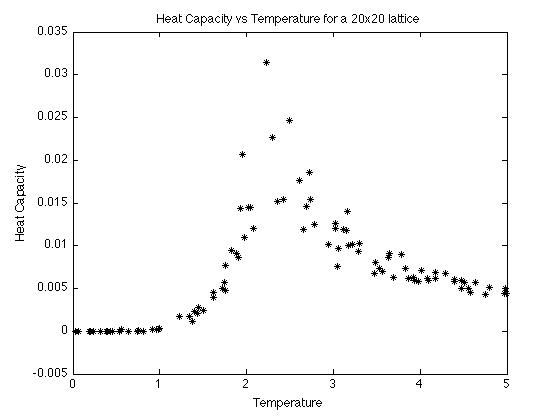 Heat Capacity vs Temperature for a 20x20 lattice
0.035
0.03
0.025
0.02
0.015
0.01
0.005
0
-0.005
Heat Capacity
0 1 2 3 4 5
Temperature